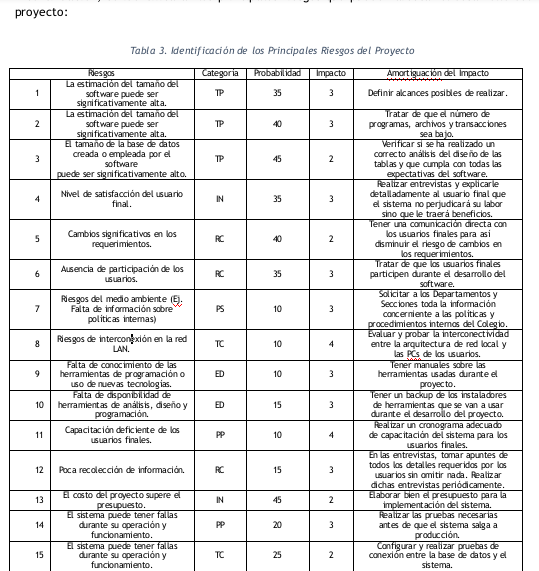 proyecto:
Tabla 3. Identificación de los Principales Riesgos del Proyecto
Riesgos Categoría Probabilidad Impacto Amortiguación del Impacto
1 La estimación del tamaño del software puede ser significativamente alta. TP 35 3 Definir alcances posibles de realizar.
2 La estimación del tamaño del software puede ser significativamente alta. TP 40 3 Tratar de que el número de programas, archivos y transacciones sea bajo.
3 El tamaño de la base de datos creada o empleada por el software puede ser significativamente alto. TP 45 2 Verificar si se ha realizado un correcto análisis del diseño de las tablas y que cumpla con todas las expectativas del software.
4 Nivel de satisfacción del usuario final. IN 35 3 Realizar entrevistas y explicarle detalladamente al usuario final que el sistema no perjudicará su labor sino que le traerá beneficios.
5 Cambios significativos en los requerimientos. RC 40 2 Tener una comunicación directa con los usuarios finales para así disminuir el riesgo de cambios en los requerimientos.
6 Ausencia de participación de los usuarios. RC 35 3 Tratar de que los usuarios finales participen durante el desarrollo del software.
7 Riesgos del medio ambiente (Ej. Falta de información sobre políticas internas) PS 10 3 Solicitar a los Departamentos y Secciones toda la información concerniente a las políticas y procedimientos internos del Colegio.
8 Riesgos de interconexión en la red LAN. TC 10 4 Evaluar y probar la interconectividad entre la arquitectura de red local y las PCs de los usuarios.
9 Falta de conocimiento de las herramientas de programación o uso de nuevas tecnologías. ED 10 3 Tener manuales sobre las herramientas usadas durante el proyecto.
10 Falta de disponibilidad de herramientas de análisis, diseño y programación. ED 15 3 Tener un backup de los instaladores de herramientas que se van a usar durante el desarrollo del proyecto.
11 Capacitación deficiente de los usuarios finales. PP 10 4 Realizar un cronograma adecuado de capacitación del sistema para los usuarios finales.
12 Poca recolección de información. RC 15 3 En las entrevistas, tomar apuntes de todos los detalles requeridos por los usuarios sin omitir nada. Realizar dichas entrevistas periódicamente.
13 El costo del proyecto supere el presupuesto. IN 45 2 Elaborar bien el presupuesto para la implementación del sistema.
14 El sistema puede tener fallas durante su operación y funcionamiento. PP 20 3 Realizar las pruebas necesarias antes de que el sistema salga a producción.
15 El sistema puede tener fallas durante su operación y funcionamiento. TC 25 2 Configurar y realizar pruebas de conexión entre la base de datos y el sistema.